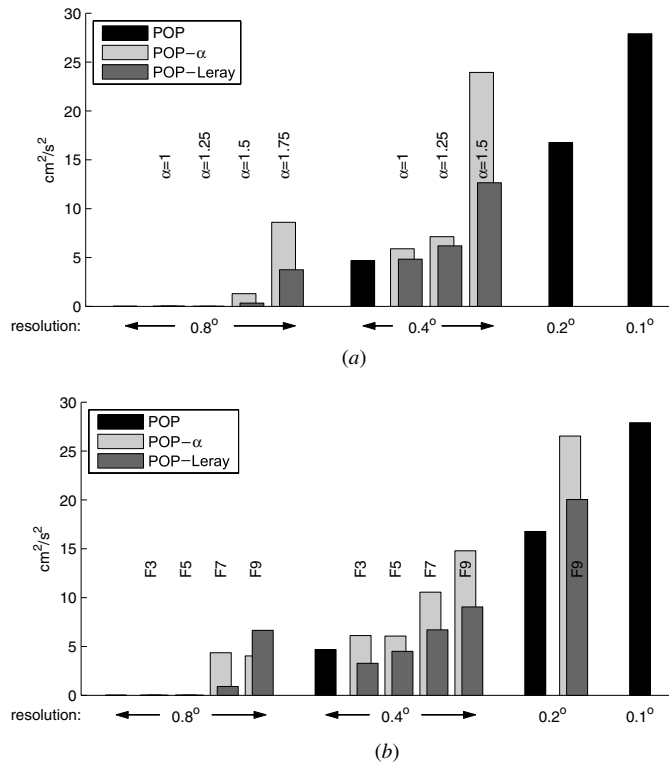 30
25
20
15
10
5
0
cm²/s²
POP
POP-α
POP-Leray
α=1
α=1.25
α=1.5
α=1.75
α=1
α=1.25
α=1.5
resolution:
0.8°
0.4°
0.2°
0.1°
(a)
30
25
20
15
10
5
0
cm²/s²
POP
POP-α
POP-Leray
F3
F5
F7
F9
F3
F5
F7
F9
F9
resolution:
0.8°
0.4°
0.2°
0.1°
(b)